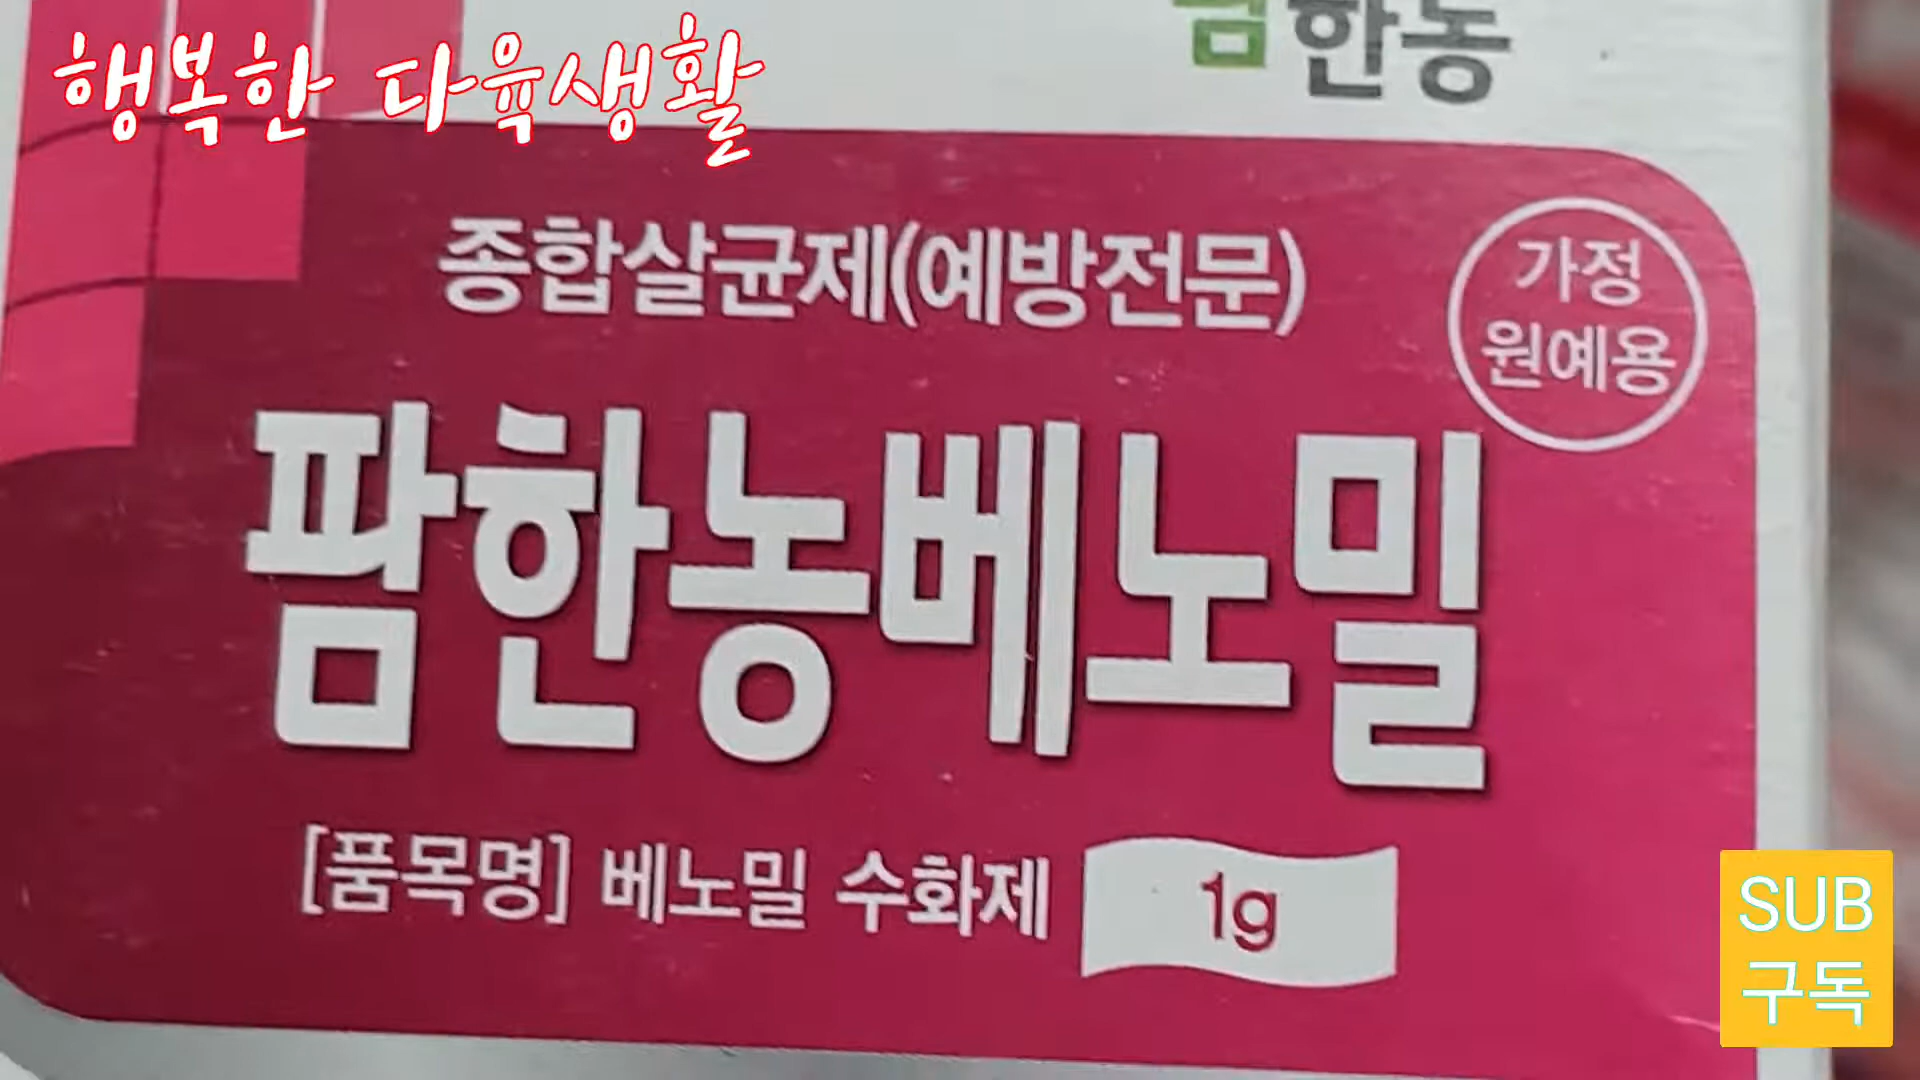 행복한 다육생활
팜한농
종합살균제(예방전문)
가정
원예용
팜한농베노밀
[품목명] 베노밀 수화제 1g
SUB
구독